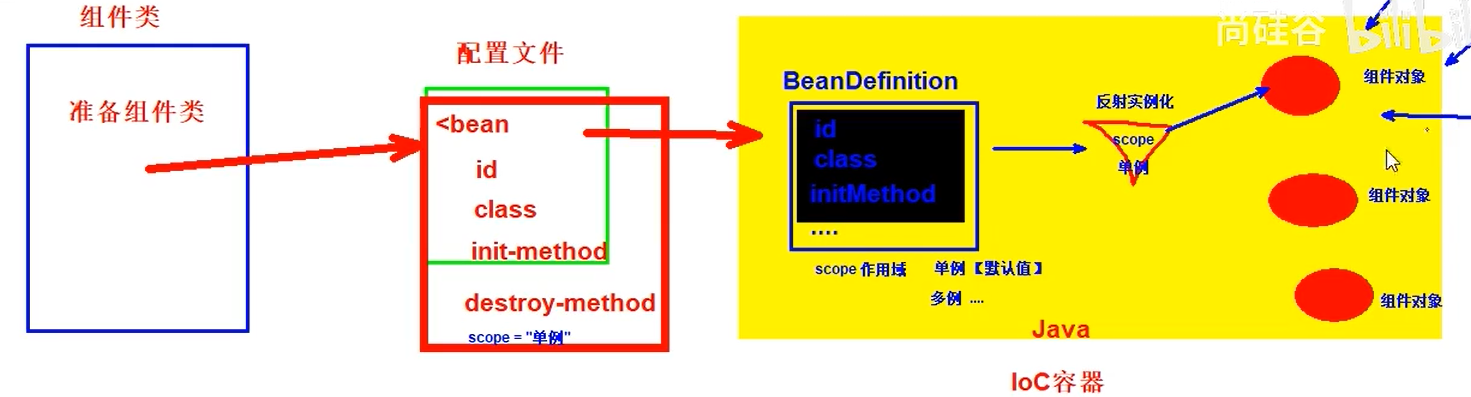 组件类
准备组件类
配置文件
<bean
id
class
init-method
destroy-method
scope = "单例"
尚硅谷 bilibili
BeanDefinition
id
class
initMethod
....
scope 作用域 单例【默认值】
多例 ....
反射实例化
scope
单例
组件对象
组件对象
组件对象
Java
IoC容器